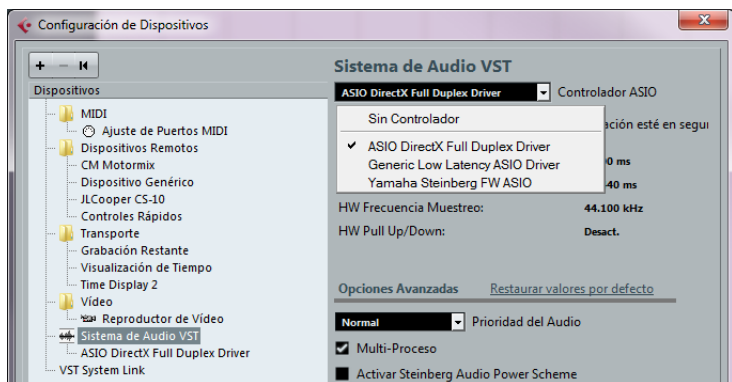 Configuración de Dispositivos
Dispositivos
MIDI
Ajuste de Puertos MIDI
Dispositivos Remotos
CM Motormix
Dispositivo Genérico
JLCooper CS-10
Controles Rápidos
Transporte
Grabación Restante
Visualización de Tiempo
Time Display 2
Vídeo
Reproductor de Vídeo
Sistema de Audio VST
ASIO DirectX Full Duplex Driver
VST System Link
Sistema de Audio VST
ASIO DirectX Full Duplex Driver Controlador ASIO
Sin Controlador
ASIO DirectX Full Duplex Driver
Generic Low Latency ASIO Driver
Yamaha Steinberg FW ASIO
esté en
ms
ms
HW Frecuencia Muestreo: 44.100 kHz
HW Pull Up/Down: Desact.
Opciones Avanzadas Restaurar valores por defecto
Normal Prioridad del Audio
Multi-Proceso
Activar Steinberg Audio Power Scheme